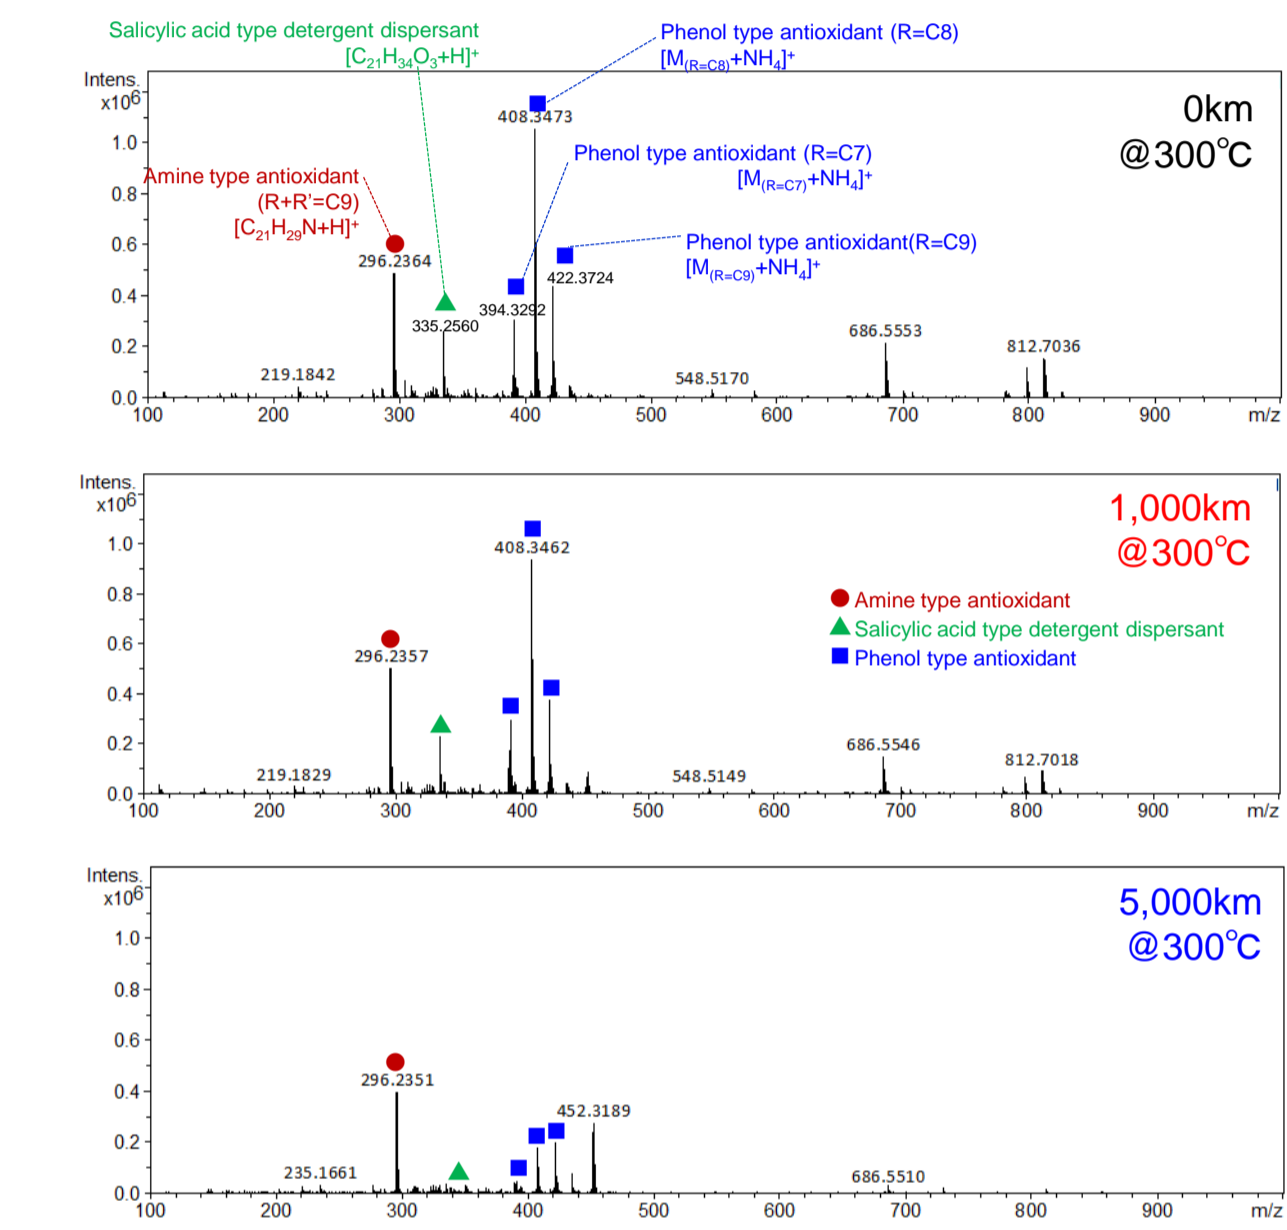 Salicylic acid type detergent dispersant
[C21H34O3+H]+
Phenol type antioxidant (R=C8)
[M(R=C8)+NH4]+
Intens.
x10^6
0km
@300℃
408.3473
1.0
Phenol type antioxidant (R=C7)
[M(R=C7)+NH4]+
Amine type antioxidant
(R+R'=C9)
[C21H29N+H]+
0.8
0.6
Phenol type antioxidant(R=C9)
[M(R=C9)+NH4]+
296.2364
422.3724
0.4
394.3292
335.2560
686.5553
812.7036
0.2
219.1842
548.5170
0.0
100 200 300 400 500 600 700 800 900 m/z
Intens.
x10^6
1,000km
@300℃
408.3462
1.0
0.8
Amine type antioxidant
Salicylic acid type detergent dispersant
Phenol type antioxidant
0.6
296.2357
0.4
0.2
686.5546
812.7018
219.1829
548.5149
0.0
100 200 300 400 500 600 700 800 900 m/z
Intens.
x10^6
5,000km
@300℃
1.0
0.8
0.6
296.2351
0.4
452.3189
0.2
235.1661
686.5510
0.0
100 200 300 400 500 600 700 800 900 m/z